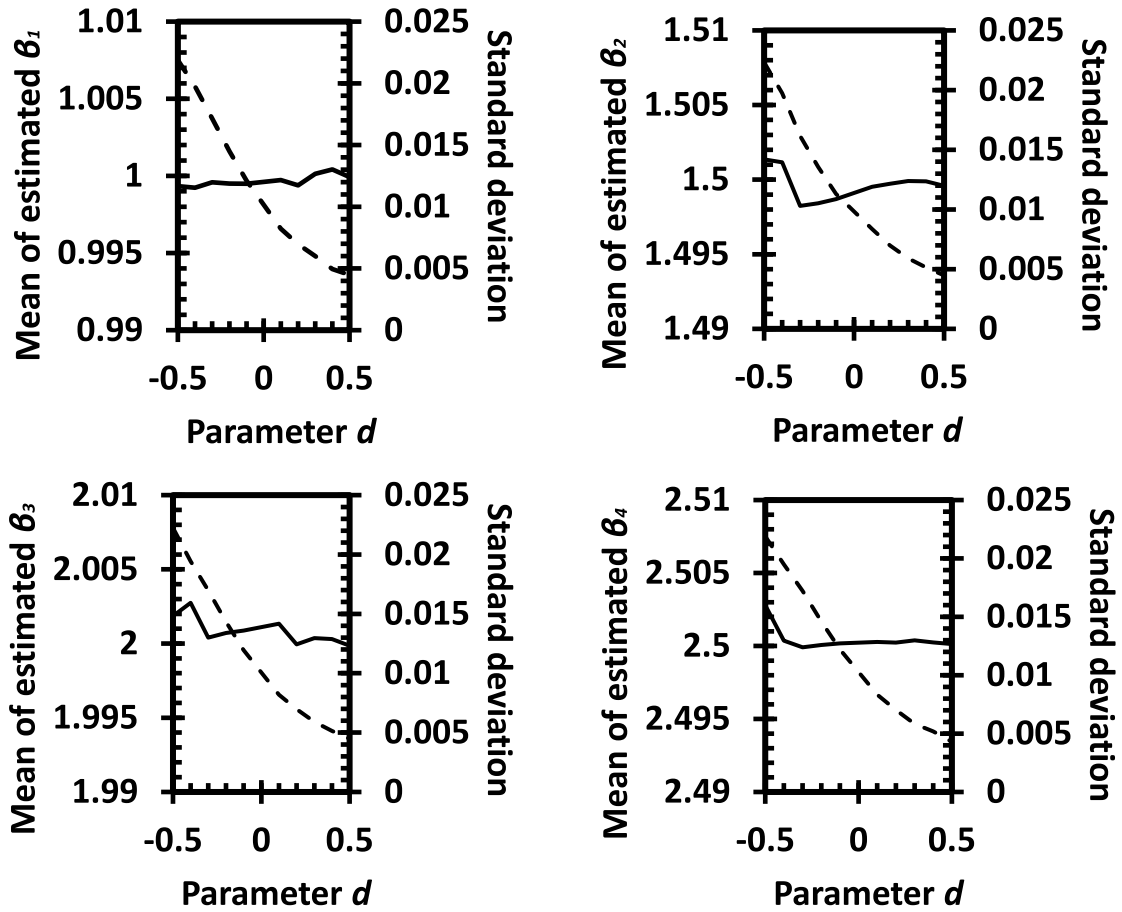 Mean of estimated β1
1.01
1.005
1
0.995
0.99
0.025
0.02
0.015
0.01
0.005
0
Standard deviation
-0.5 0 0.5
Parameter d
Mean of estimated β2
1.51
1.505
1.5
1.495
1.49
0.025
0.02
0.015
0.01
0.005
0
Standard deviation
-0.5 0 0.5
Parameter d
Mean of estimated β3
2.01
2.005
2
1.995
1.99
0.025
0.02
0.015
0.01
0.005
0
Standard deviation
-0.5 0 0.5
Parameter d
Mean of estimated β4
2.51
2.505
2.5
2.495
2.49
0.025
0.02
0.015
0.01
0.005
0
Standard deviation
-0.5 0 0.5
Parameter d